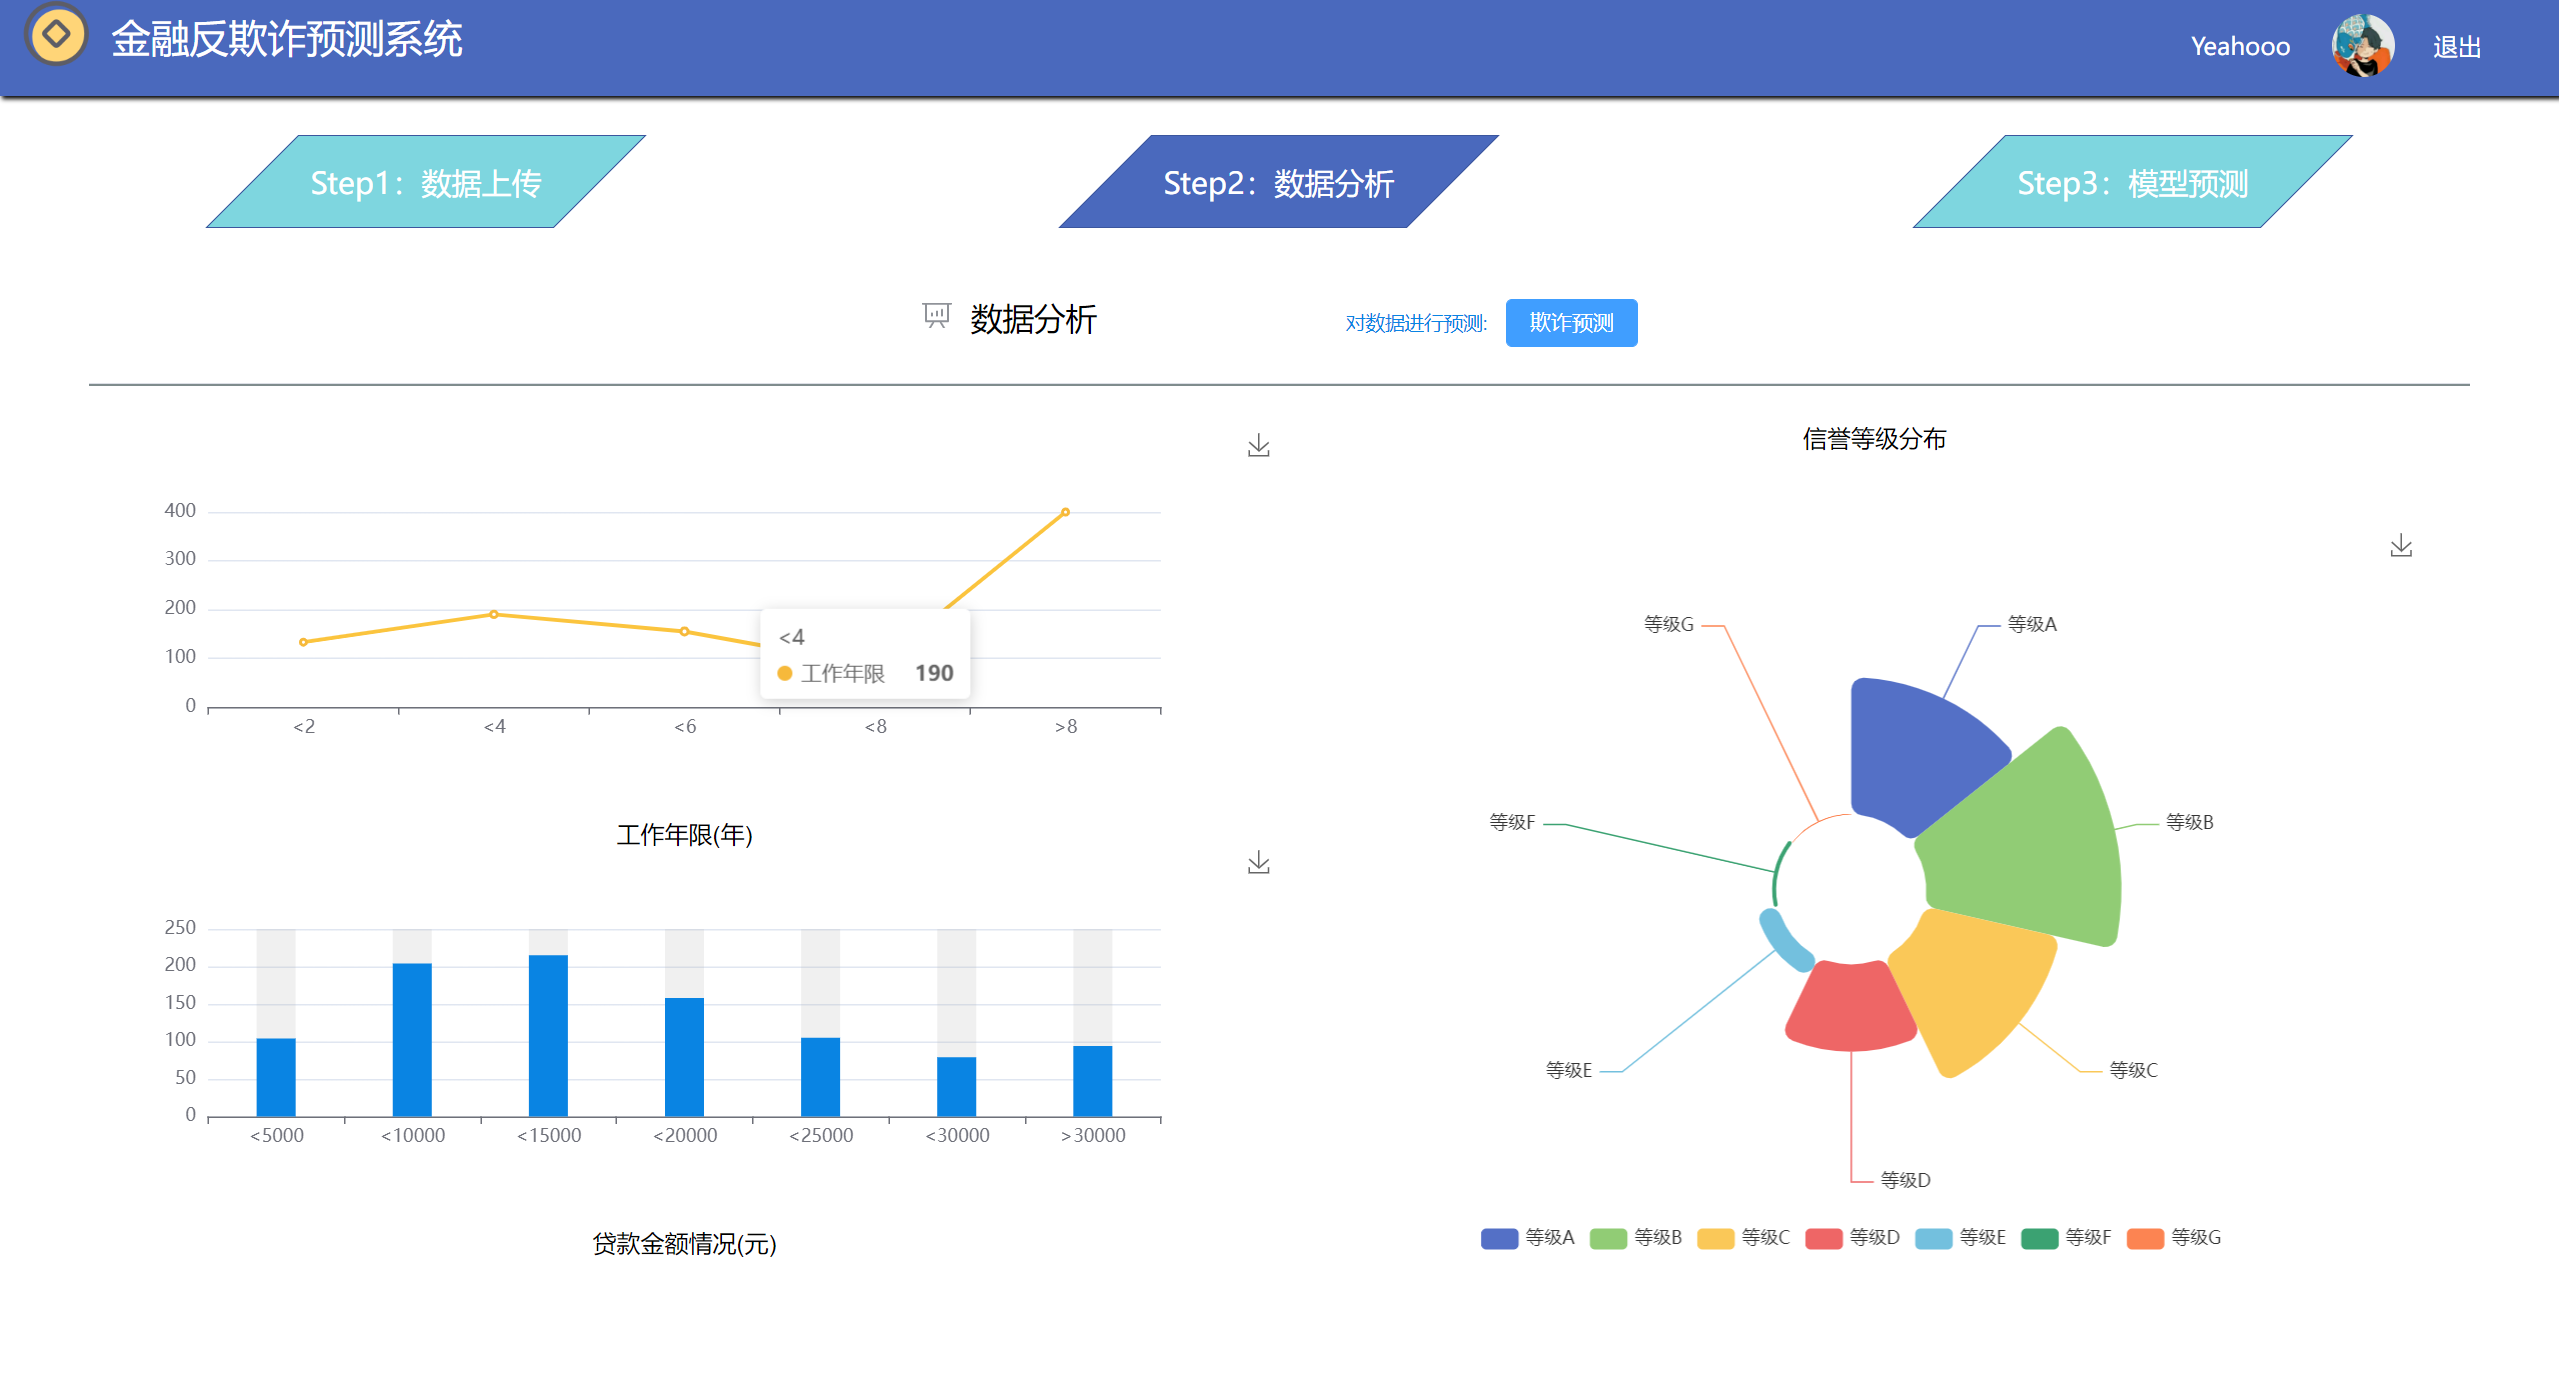 金融反欺诈预测系统
Yeahooo
退出
Step1：数据上传
Step2：数据分析
Step3：模型预测
数据分析
对数据进行预测:
欺诈预测
400
300
200
100
0
<2
<4
<6
<8
>8
<4
工作年限 190
工作年限(年)
250
200
150
100
50
0
<5000
<10000
<15000
<20000
<25000
<30000
>30000
贷款金额情况(元)
信誉等级分布
等级G
等级A
等级F
等级B
等级E
等级C
等级D
等级A 等级B 等级C 等级D 等级E 等级F 等级G